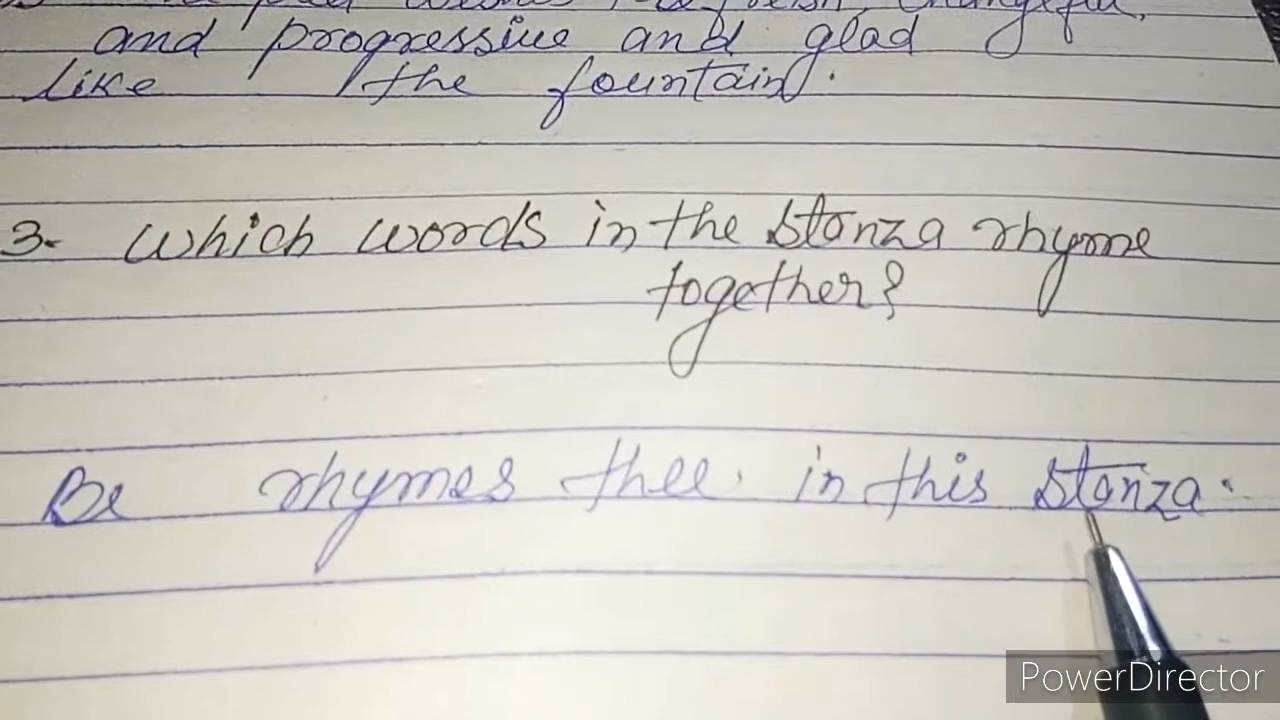 and progressive and glad
like the fountain.
3. Which words in the stanza rhyme
together?
Be rhymes thee. in this stanza.
PowerDirector